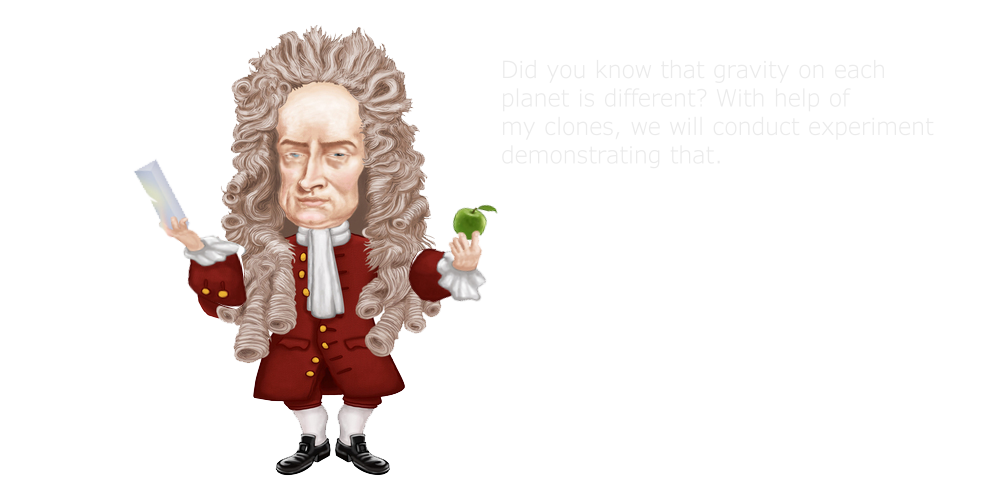 Did you know that gravity on each
planet is different? With help of
my clones, we will conduct experiment
demonstrating that.